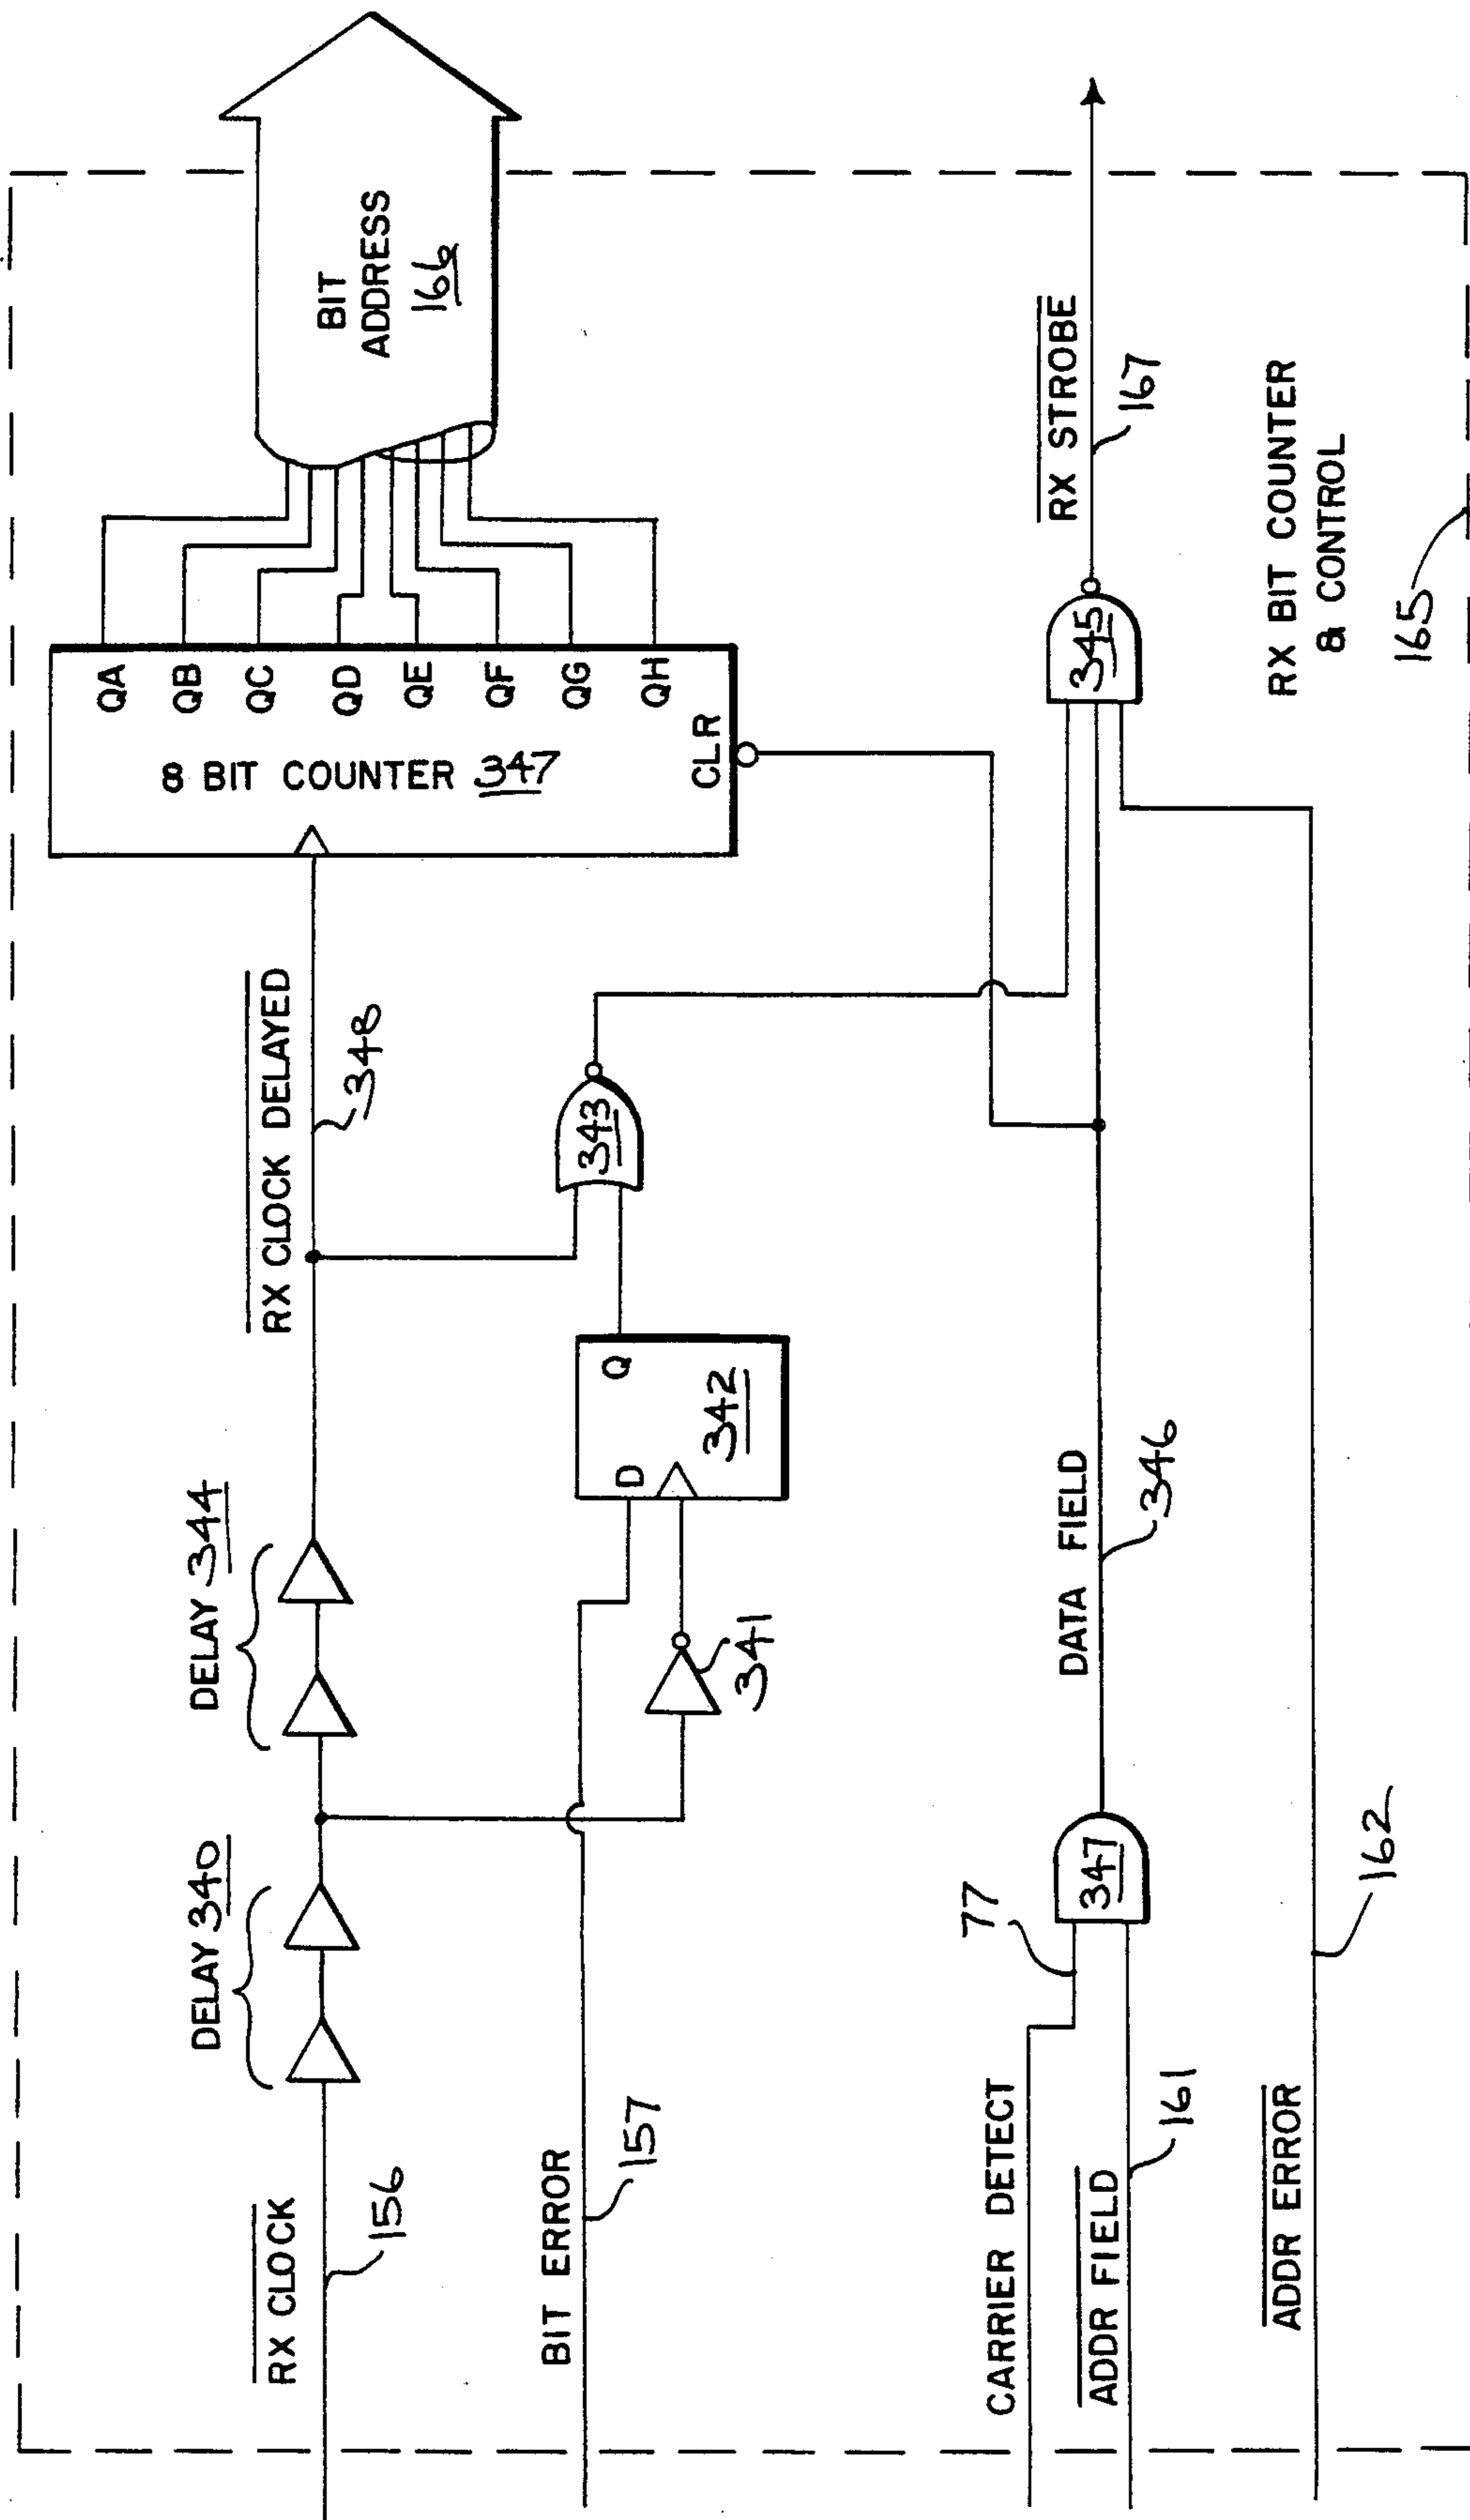 RX CLOCK
156
DELAY 340
DELAY 344
RX CLOCK DELAYED
348
8 BIT COUNTER 347
QA
QB
QC
QD
QE
QF
QG
QH
CLR
BIT
ADDRESS
166
BIT ERROR
157
341
D
Q
342
343
CARRIER DETECT
77
ADDR FIELD
161
347
DATA FIELD
346
345
RX STROBE
167
ADDR ERROR
162
RX BIT COUNTER
& CONTROL
165